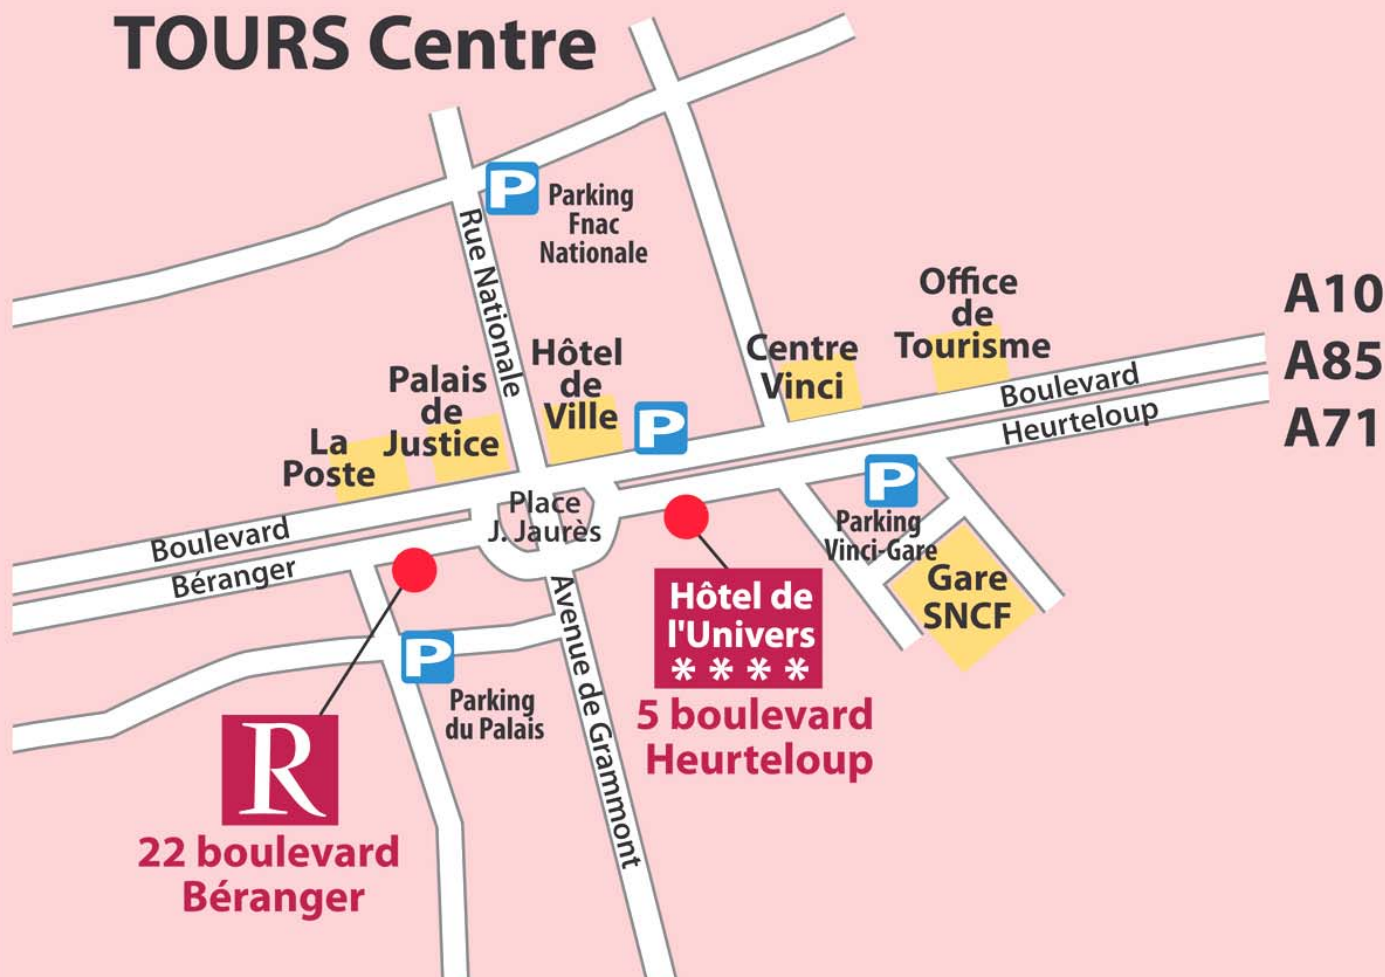 TOURS Centre
P
Parking
Fnac
Nationale
Rue Nationale
Office
de
Tourisme
A10
A85
A71
Centre
Vinci
Hôtel
de
Ville
P
Palais
de
Justice
La
Poste
Boulevard
Heurteloup
Place
J. Jaurès
Boulevard
Béranger
P
Parking
Vinci-Gare
Gare
SNCF
Hôtel de
l'Univers
* * * *
5 boulevard
Heurteloup
Avenue de Grammont
P
Parking
du Palais
R
22 boulevard
Béranger